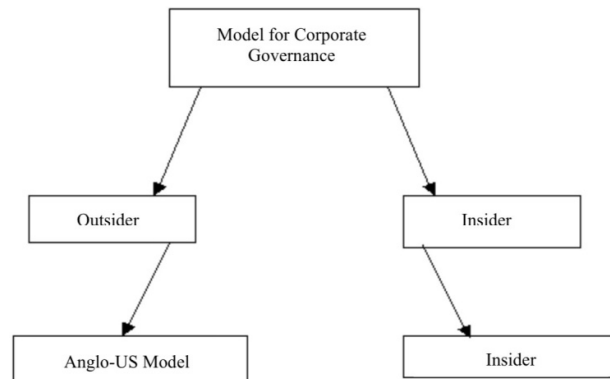 Model for Corporate
Governance
Outsider
Insider
Anglo-US Model
Insider